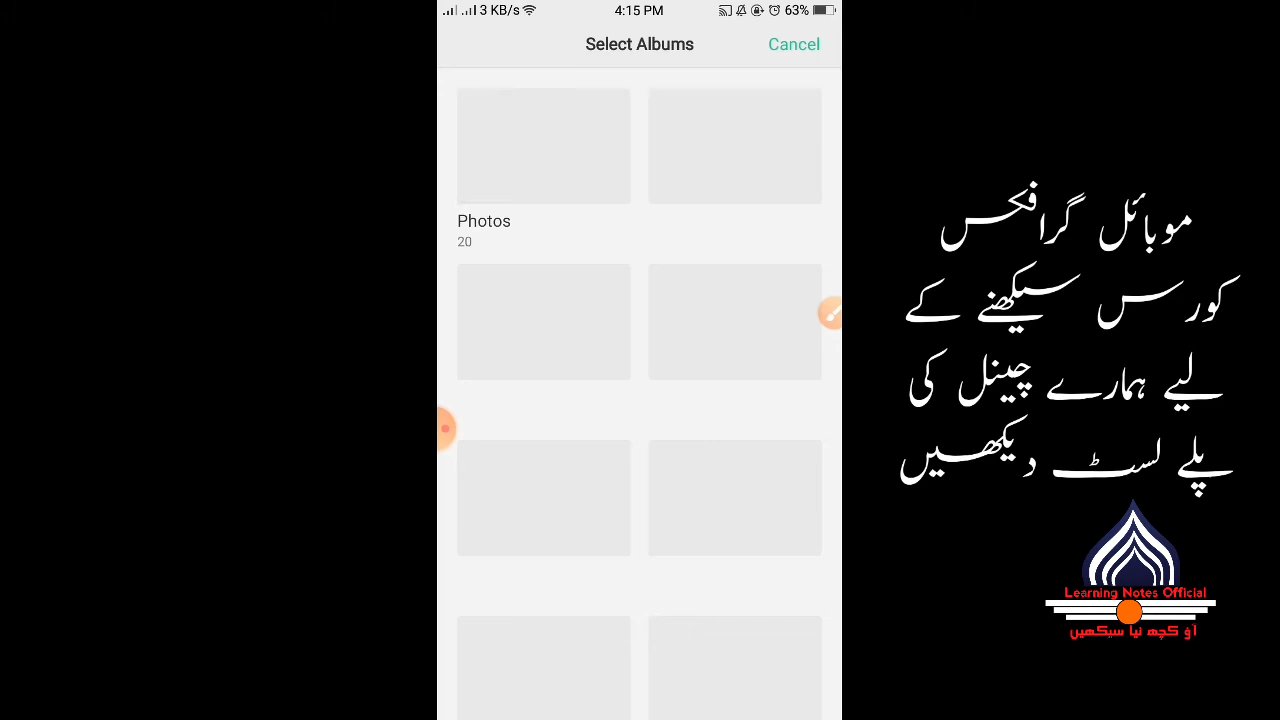 3 KB/s 4:15 PM 63%
Select Albums Cancel
Photos
20
موبائل گرافکس
کورس سیکھنے کے
لیے ہمارے چینل کی
پلے لسٹ دیکھیں
Learning Notes Official
آؤ کچھ نیا سیکھیں